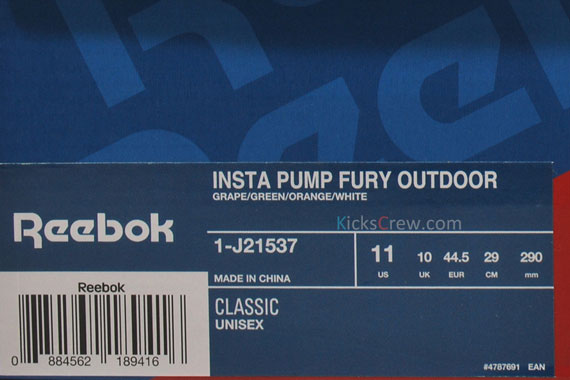 INSTA PUMP FURY OUTDOOR
GRAPE/GREEN/ORANGE/WHITE
KicksCrew.com
Reebok
1-J21537
MADE IN CHINA
11 10 44.5 29 290
US UK EUR CM mm
CLASSIC
UNISEX
Reebok
0 884562 189416
#4787691 EAN